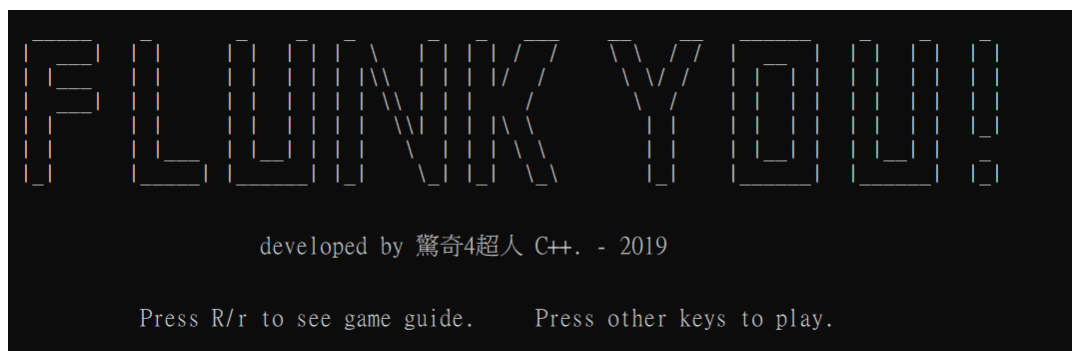 FLUNK YOU!
developed by 驚奇4超人 C++. - 2019
Press R/r to see game guide. Press other keys to play.